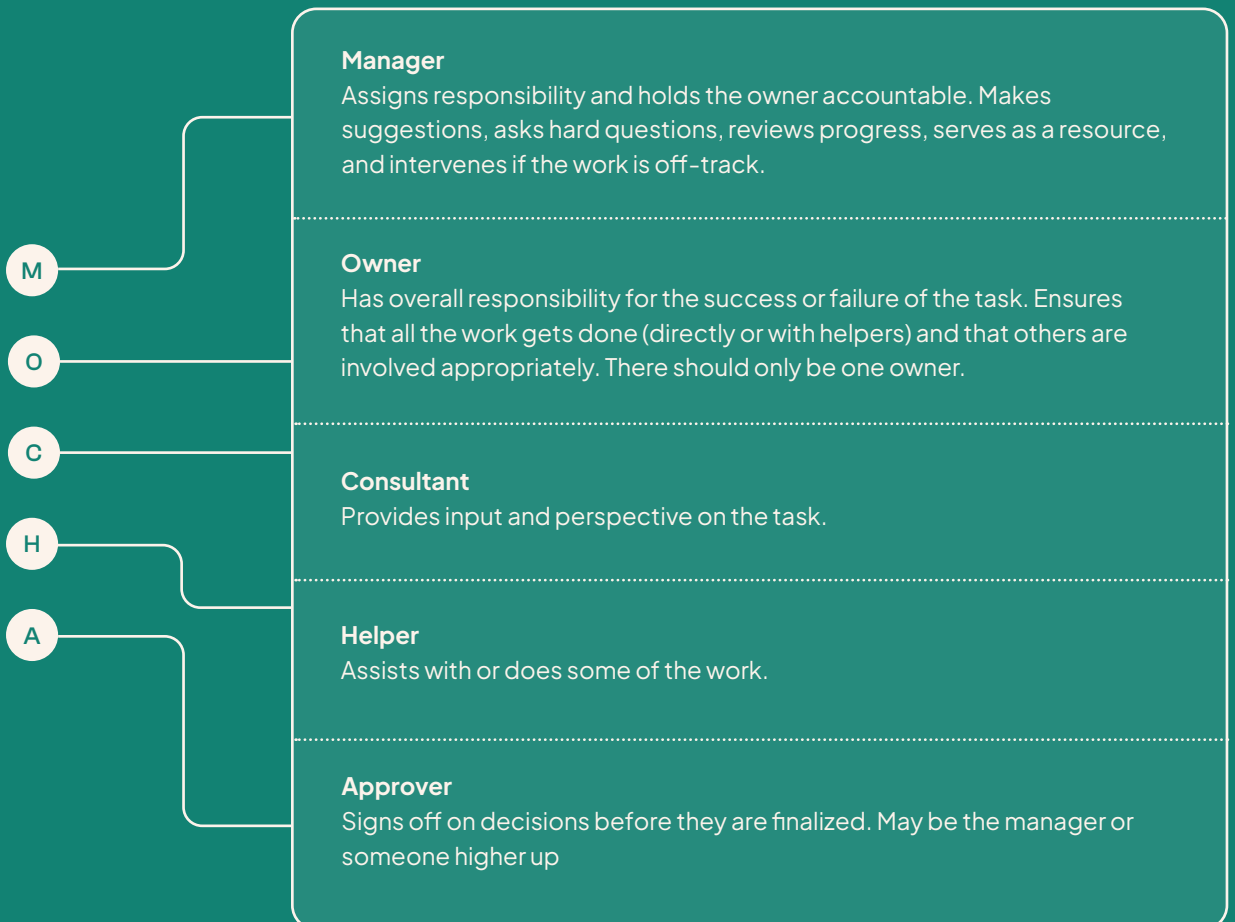 Manager
Assigns responsibility and holds the owner accountable. Makes
suggestions, asks hard questions, reviews progress, serves as a resource,
and intervenes if the work is off-track.
M
Owner
Has overall responsibility for the success or failure of the task. Ensures
that all the work gets done (directly or with helpers) and that others are
involved appropriately. There should only be one owner.
O
C
Consultant
Provides input and perspective on the task.
H
Helper
Assists with or does some of the work.
A
Approver
Signs off on decisions before they are finalized. May be the manager or
someone higher up